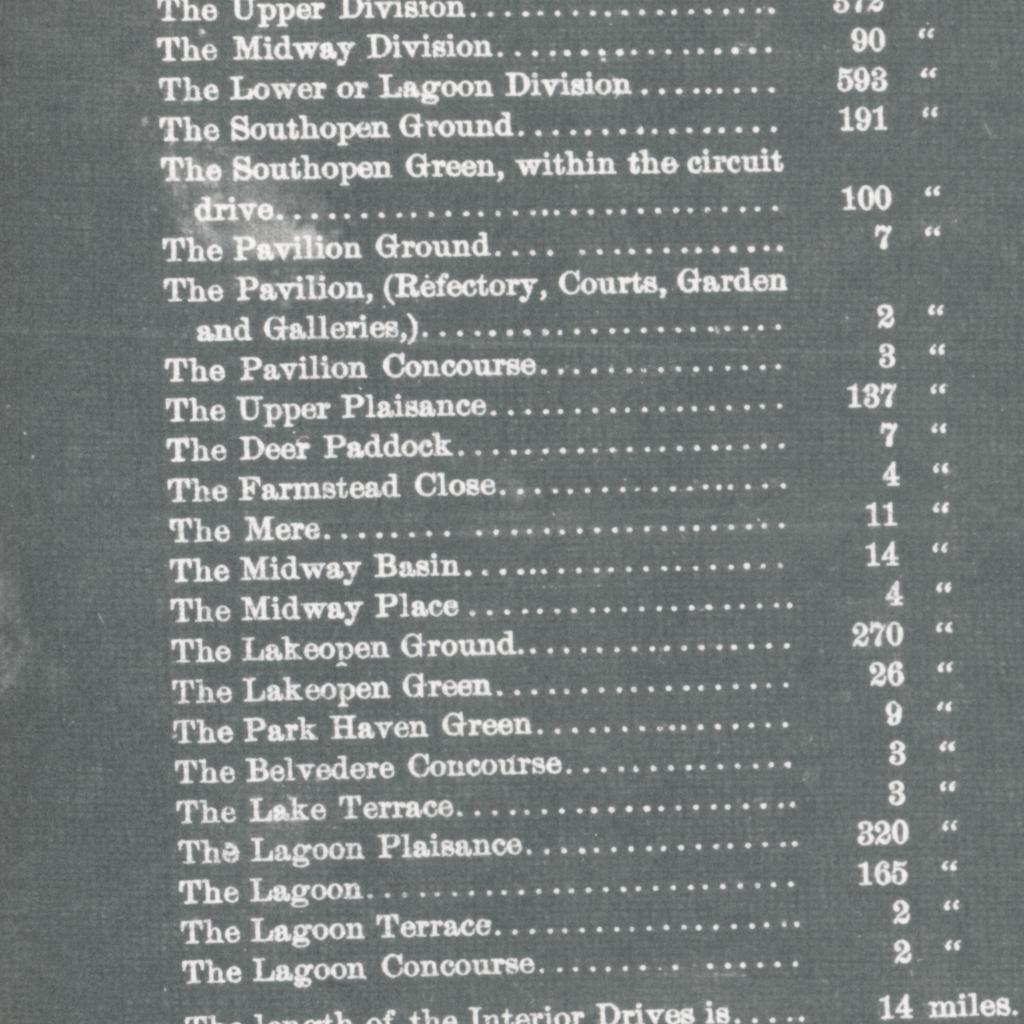 The Upper Division.................. 372
The Midway Division................. 90 "
The Lower or Lagoon Division ........ 593 "
The Southopen Ground................ 191 "
The Southopen Green, within the circuit
drive............................... 100 "
The Pavilion Ground.... ............. 7 "
The Pavilion, (Refectory, Courts, Garden
and Galleries,)...................... 2 "
The Pavilion Concourse............... 3 "
The Upper Plaisance.................. 137 "
The Deer Paddock.................... 7 "
The Farmstead Close.................. 4 "
The Mere........ ................... 11 "
The Midway Basin.................... 14 "
The Midway Place .................... 4 "
The Lakeopen Ground................. 270 "
The Lakeopen Green.................. 26 "
The Park Haven Green................ 9 "
The Belvedere Concourse.............. 3 "
The Lake Terrace..................... 3 "
The Lagoon Plaisance................. 320 "
The Lagoon.......................... 165 "
The Lagoon Terrace................... 2 "
The Lagoon Concourse......... ....... 2 "
The length of the Interior Drives is..... 14 miles.